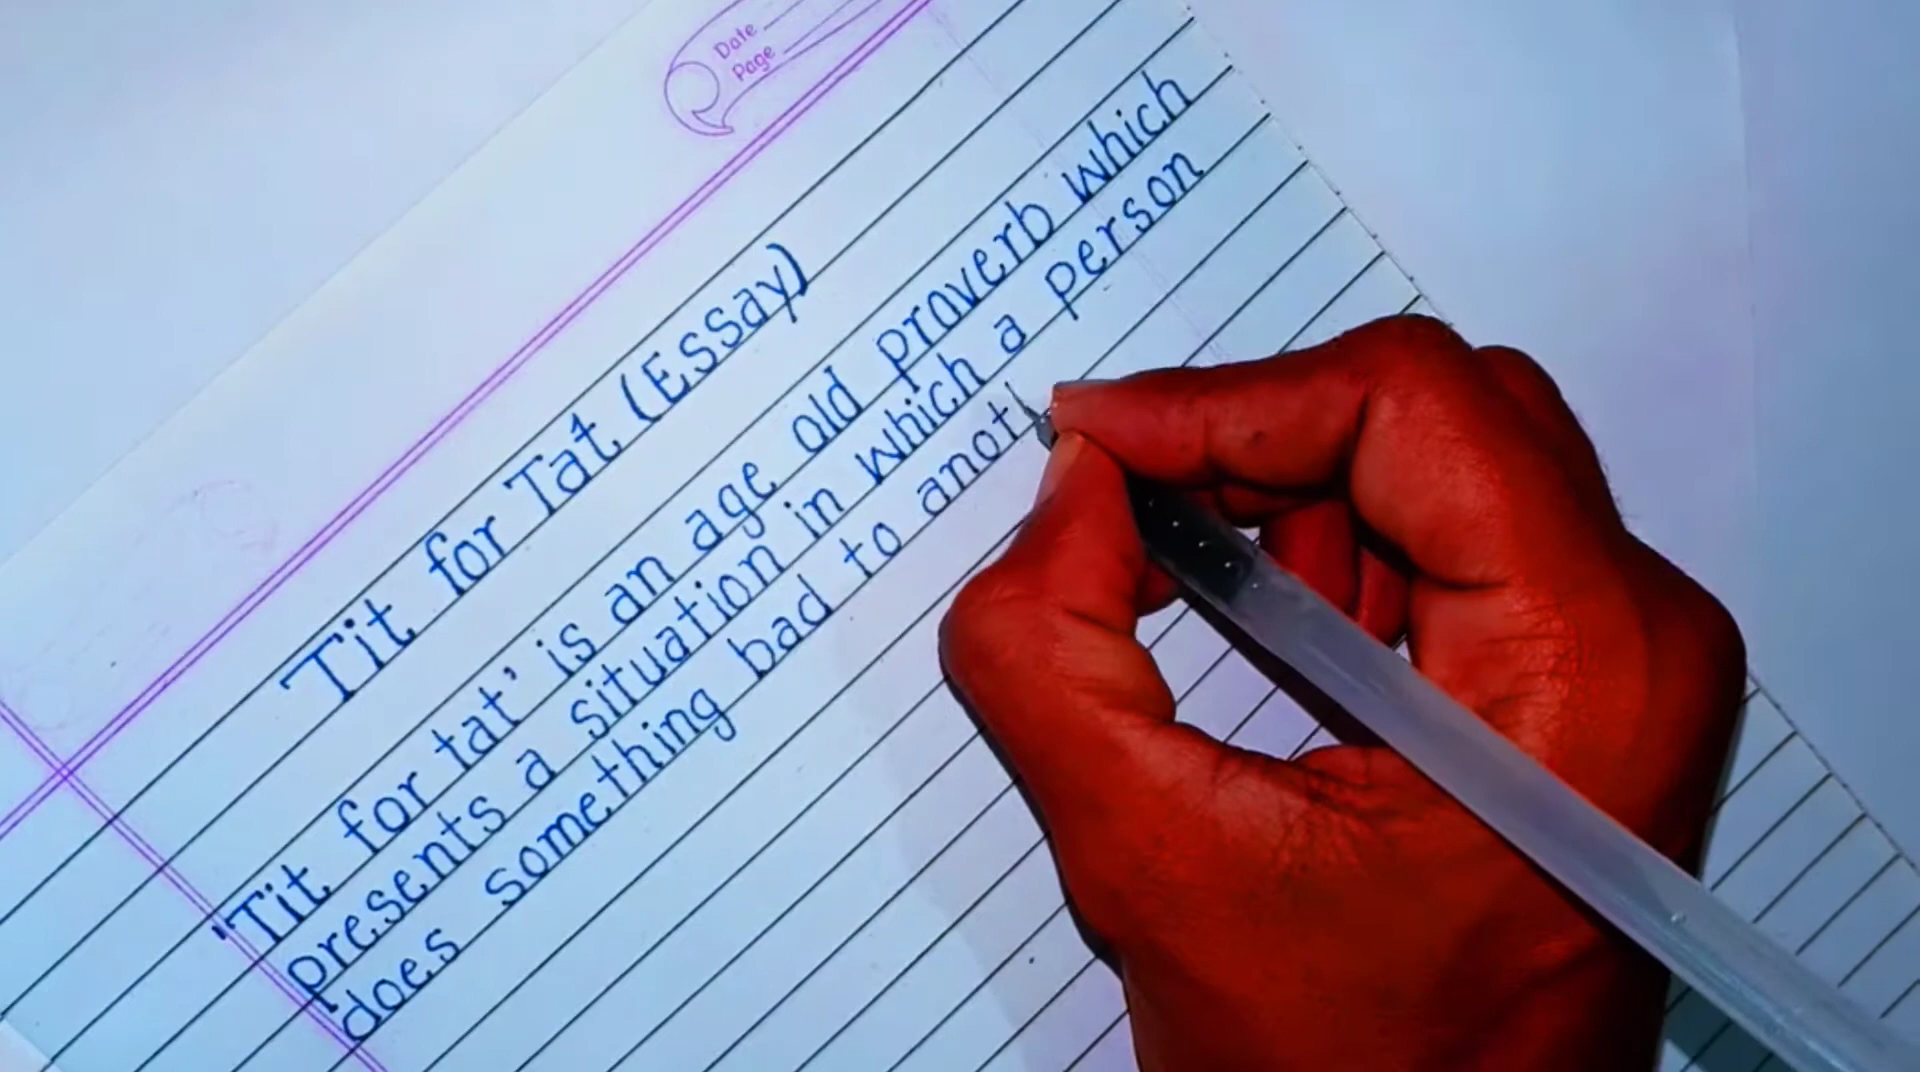 Date
Page
Tit for Tat (Essay)
'Tit for tat' is an age old proverb which
presents a situation in which a person
does something bad to anot